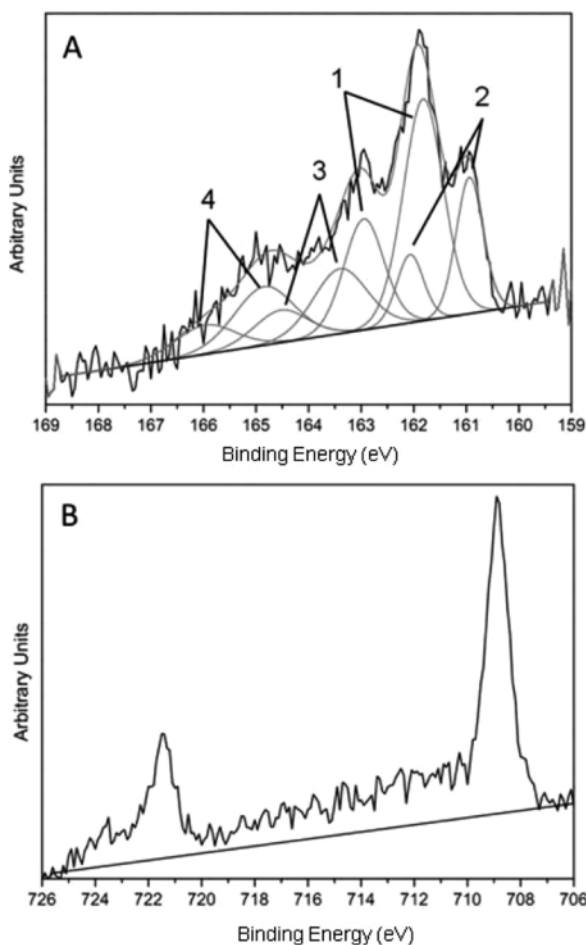 A
1
2
3
4
Arbitrary Units
169 168 167 166 165 164 163 162 161 160 159
Binding Energy (eV)
B
Arbitrary Units
726 724 722 720 718 716 714 712 710 708 706
Binding Energy (eV)